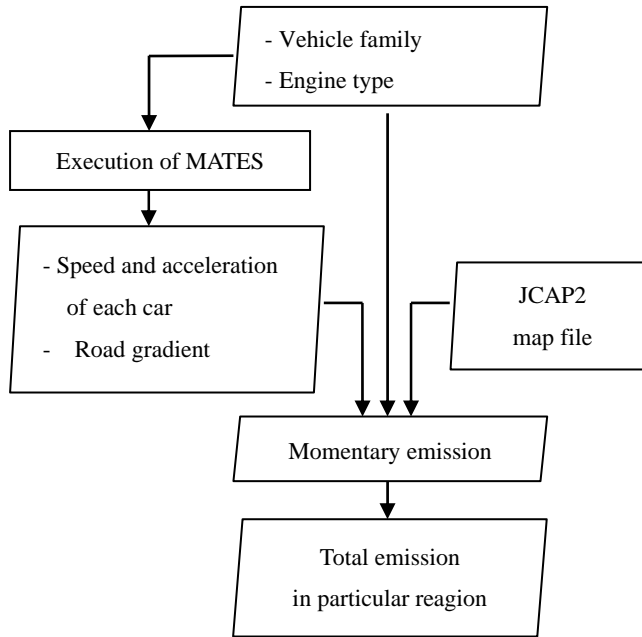 - Vehicle family
- Engine type
Execution of MATES
- Speed and acceleration
of each car
- Road gradient
JCAP2
map file
Momentary emission
Total emission
in particular reagion